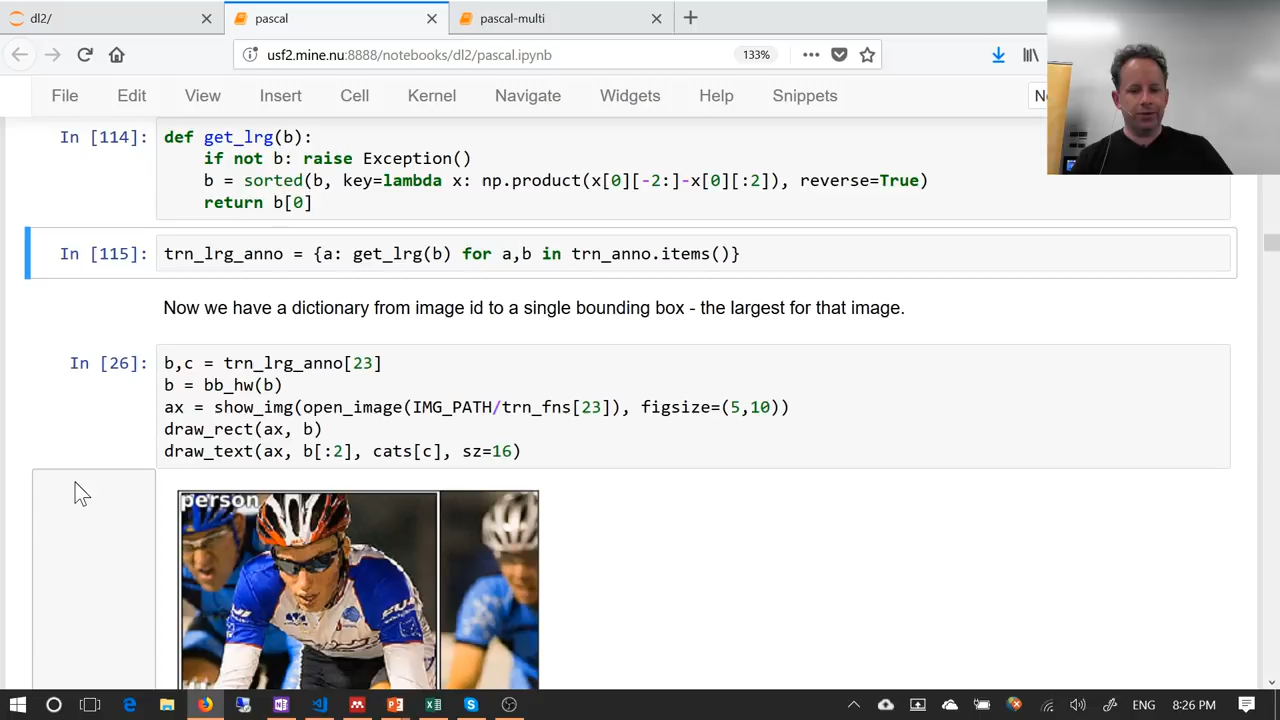 dl2/
pascal
pascal-multi
usf2.mine.nu:8888/notebooks/dl2/pascal.ipynb
133%
File Edit View Insert Cell Kernel Navigate Widgets Help Snippets
In [114]: def get_lrg(b):
if not b: raise Exception()
b = sorted(b, key=lambda x: np.product(x[0][-2:]-x[0][:2]), reverse=True)
return b[0]
In [115]: trn_lrg_anno = {a: get_lrg(b) for a,b in trn_anno.items()}
Now we have a dictionary from image id to a single bounding box - the largest for that image.
In [26]: b,c = trn_lrg_anno[23]
b = bb_hw(b)
ax = show_img(open_image(IMG_PATH/trn_fns[23]), figsize=(5,10))
draw_rect(ax, b)
draw_text(ax, b[:2], cats[c], sz=16)
person
ENG 8:26 PM